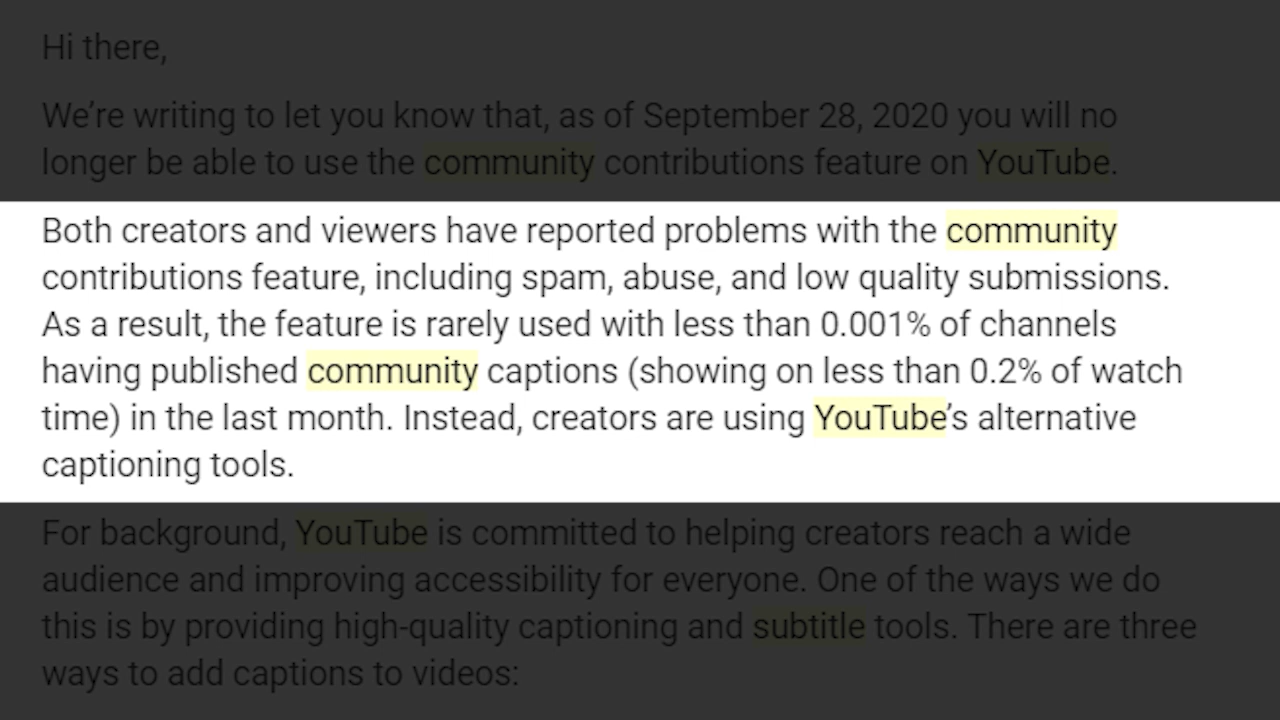 Hi there,
We’re writing to let you know that, as of September 28, 2020 you will no
longer be able to use the community contributions feature on YouTube.
Both creators and viewers have reported problems with the community
contributions feature, including spam, abuse, and low quality submissions.
As a result, the feature is rarely used with less than 0.001% of channels
having published community captions (showing on less than 0.2% of watch
time) in the last month. Instead, creators are using YouTube’s alternative
captioning tools.
For background, YouTube is committed to helping creators reach a wide
audience and improving accessibility for everyone. One of the ways we do
this is by providing high-quality captioning and subtitle tools. There are three
ways to add captions to videos: